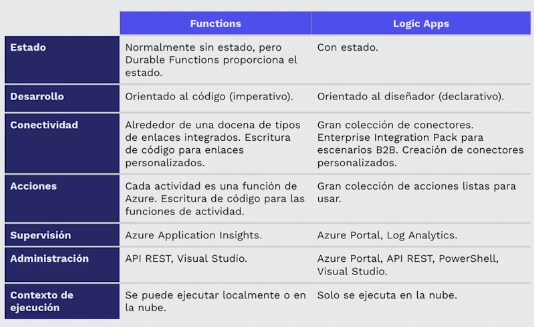 Functions
Logic Apps
Estado
Normalmente sin estado, pero
Durable Functions proporciona el
estado.
Con estado.
Desarrollo
Orientado al código (imperativo).
Orientado al diseñador (declarativo).
Conectividad
Alrededor de una docena de tipos
de enlaces integrados. Escritura
de código para enlaces
personalizados.
Gran colección de conectores.
Enterprise Integration Pack para
escenarios B2B. Creación de conectores
personalizados.
Acciones
Cada actividad es una función de
Azure. Escritura de código para las
funciones de actividad.
Gran colección de acciones listas para
usar.
Supervisión
Azure Application Insights.
Azure Portal, Log Analytics.
Administración
API REST, Visual Studio.
Azure Portal, API REST, PowerShell,
Visual Studio.
Contexto de
ejecución
Se puede ejecutar localmente o en
la nube.
Solo se ejecuta en la nube.